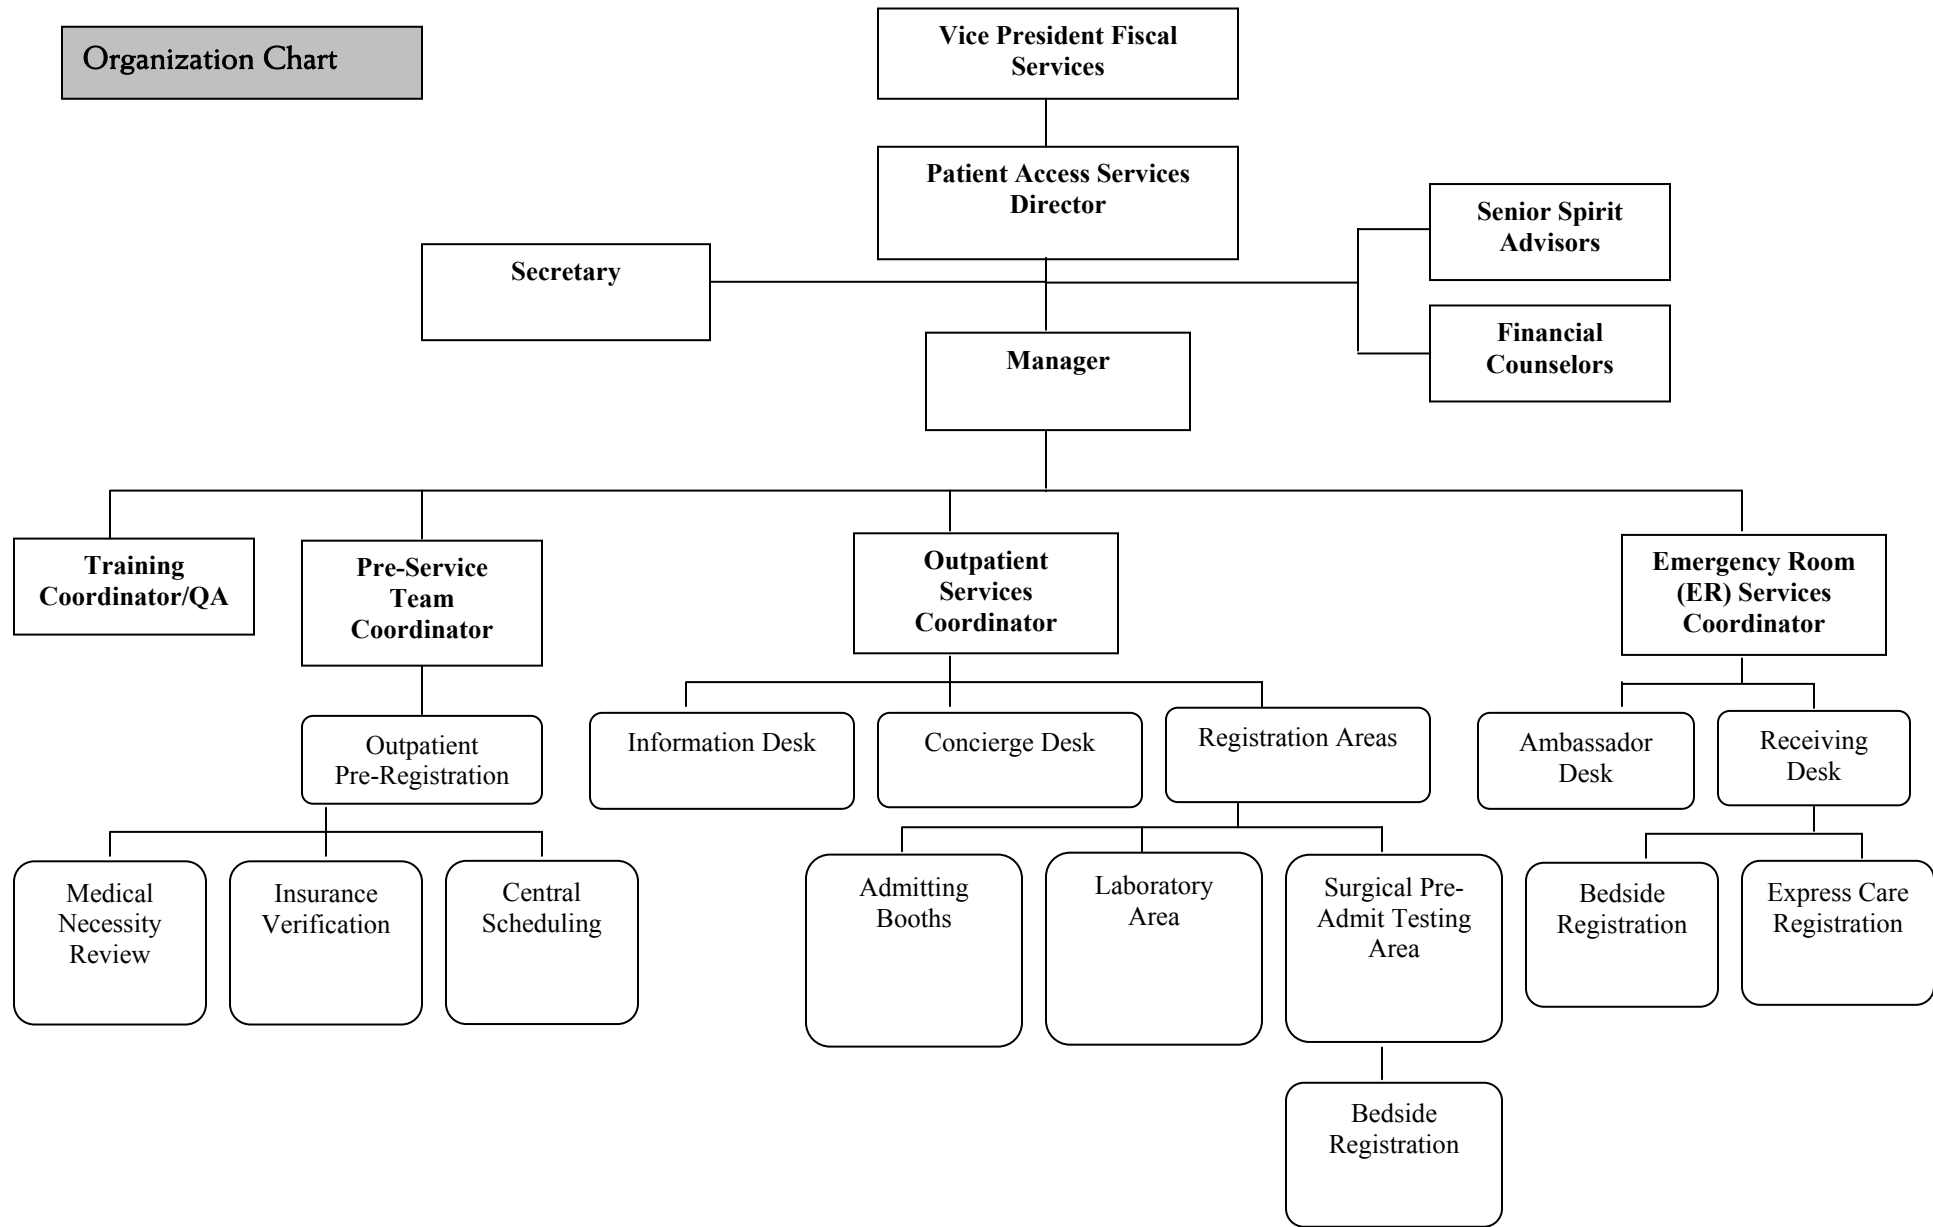 Organization Chart
Vice President Fiscal
Services
Patient Access Services
Director
Senior Spirit
Advisors
Secretary
Financial
Counselors
Manager
Training
Coordinator/QA
Pre-Service
Team
Coordinator
Outpatient
Services
Coordinator
Emergency Room
(ER) Services
Coordinator
Outpatient
Pre-Registration
Information Desk
Concierge Desk
Registration Areas
Ambassador
Desk
Receiving
Desk
Medical
Necessity
Review
Insurance
Verification
Central
Scheduling
Admitting
Booths
Laboratory
Area
Surgical Pre-
Admit Testing
Area
Bedside
Registration
Express Care
Registration
Bedside
Registration